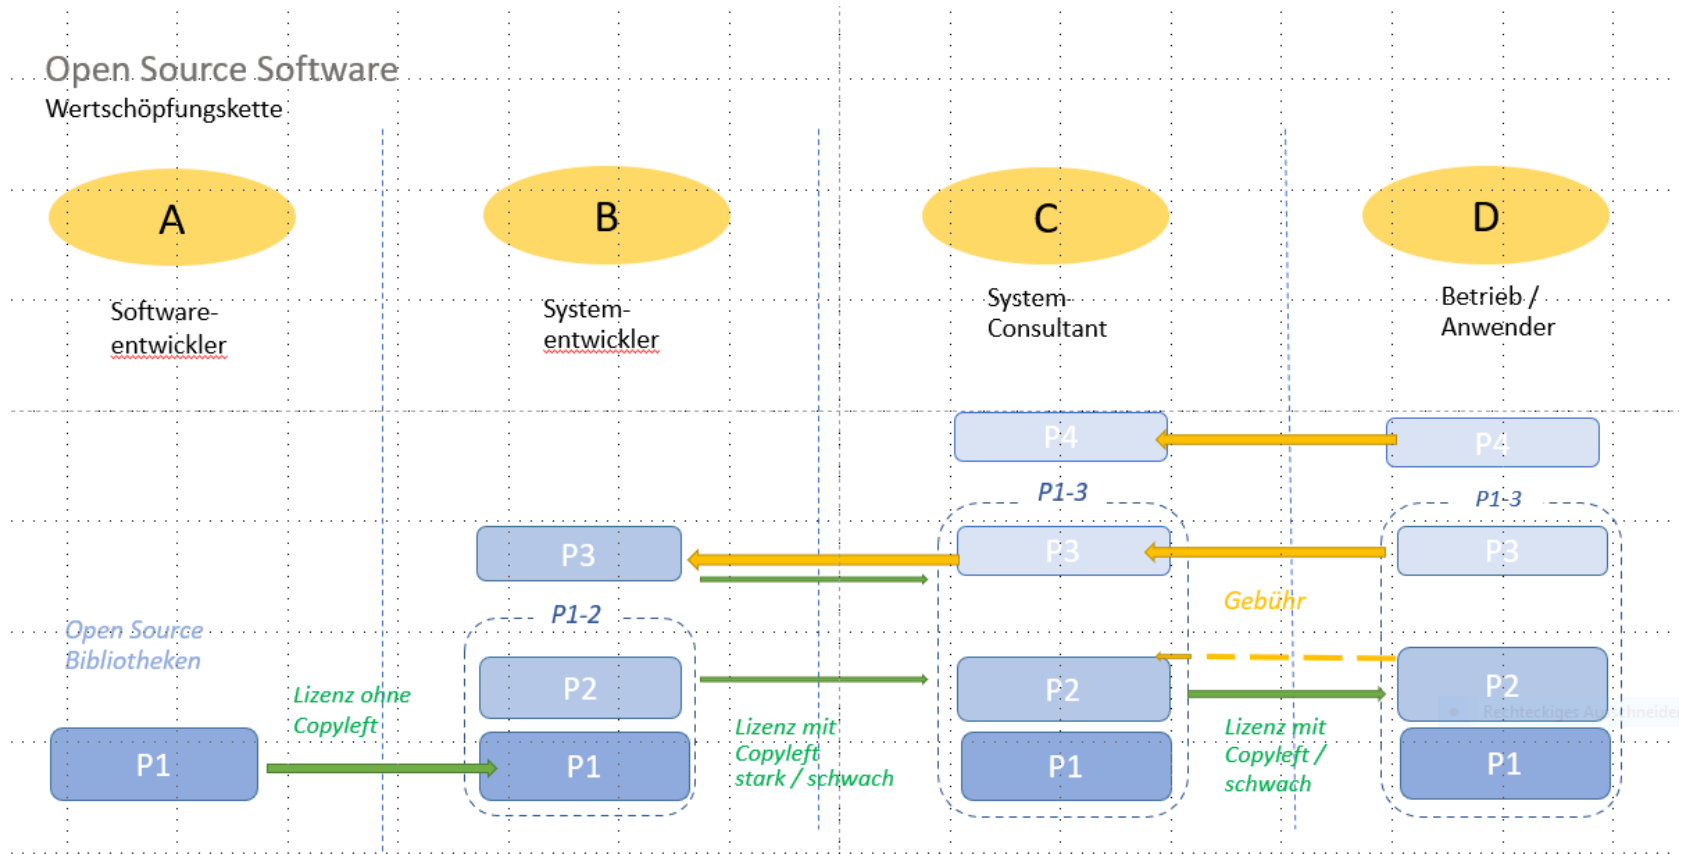 Open Source Software
Wertschöpfungskette
A
B
C
D
Software-
entwickler
System-
entwickler
System-
Consultant
Betrieb /
Anwender
P4
P4
P1-3
P1-3
P3
P3
P3
P1-2
Gebühr
Open Source
Bibliotheken
P2
P2
P2
Lizenz ohne
Copyleft
Lizenz mit
Copyleft
stark / schwach
Lizenz mit
Copyleft /
schwach
P1
P1
P1
P1
Rechteckiges Ausschneiden